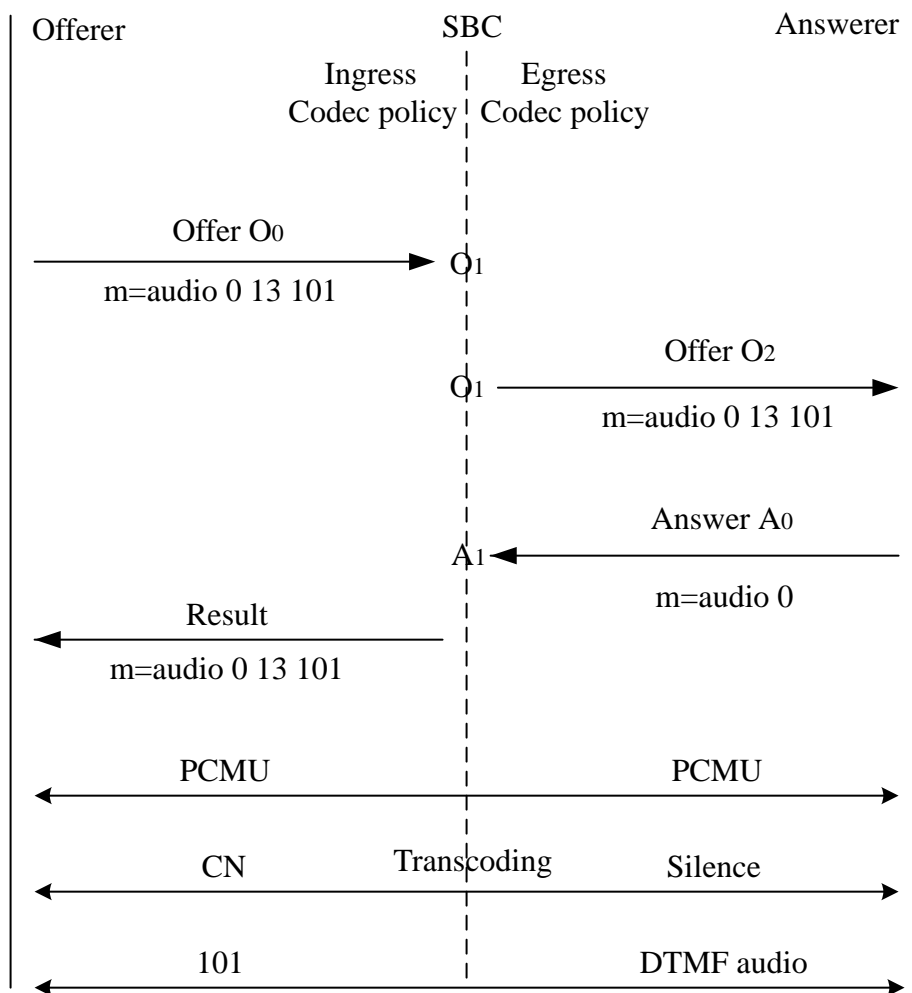 Offerer SBC Answerer
Ingress Egress
Codec policy Codec policy
Offer O0
O1
m=audio 0 13 101
Offer O2
O1
m=audio 0 13 101
Answer A0
A1
m=audio 0
Result
m=audio 0 13 101
PCMU PCMU
CN Transcoding Silence
101 DTMF audio